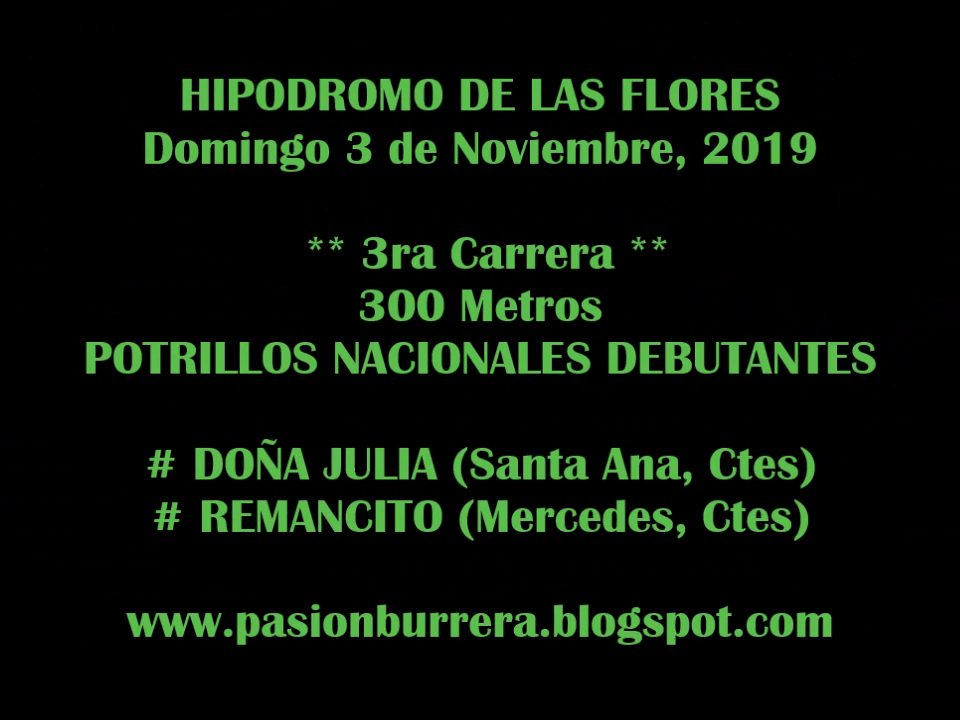 HIPODROMO DE LAS FLORES
Domingo 3 de Noviembre, 2019
** 3ra Carrera **
300 Metros
POTRILLOS NACIONALES DEBUTANTES
# DOÑA JULIA (Santa Ana, Ctes)
# REMANCITO (Mercedes, Ctes)
www.pasionburrera.blogspot.com